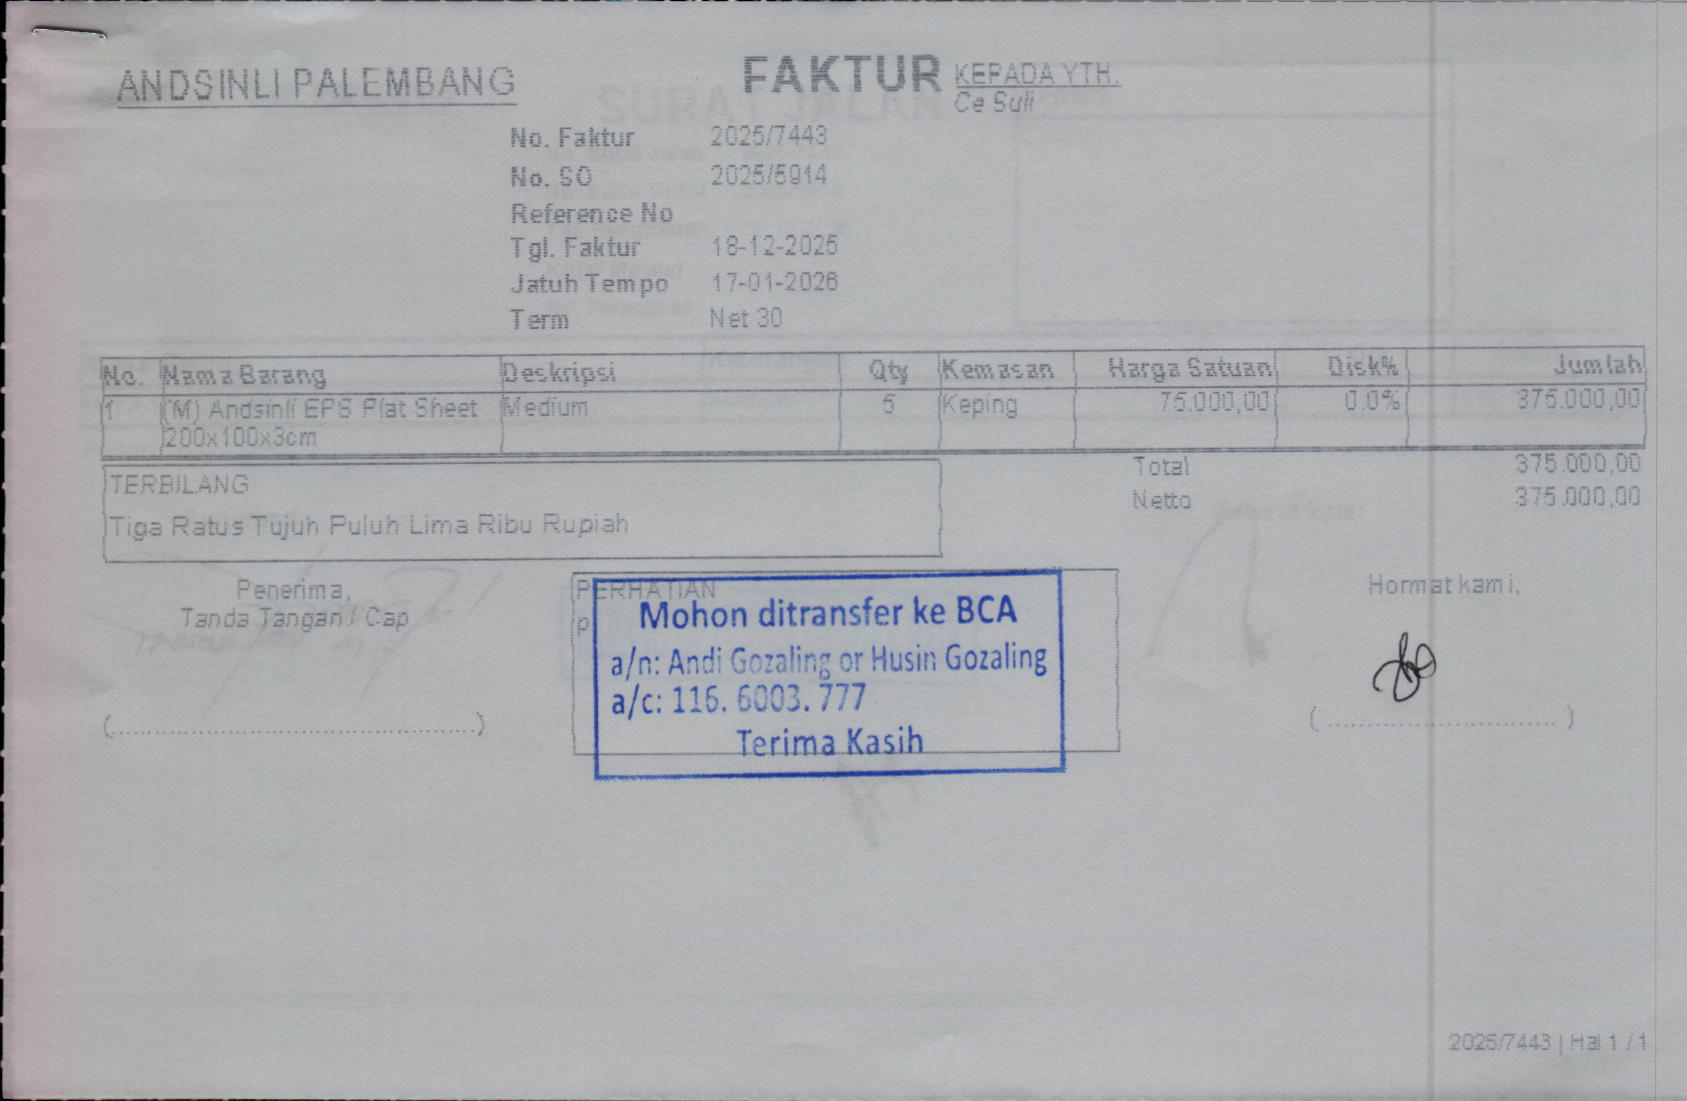 ANDSINLI PALEMBANG
FAKTUR
KEPADA YTH.
Ce Suli
No. Faktur 2025/7443
No. SO 2025/5914
Reference No
Tgl. Faktur 18-12-2025
Jatuh Tempo 17-01-2026
Term Net 30
No. Nama Barang Deskripsi Qty Kemasan Harga Satuan Disk% Jumlah
1 (M) Andsinli EPS Flat Sheet Medium 5 Keping 75.000,00 0.0% 375.000,00
200x100x3cm
Total 375.000,00
Netto 375.000,00
TERBILANG
Tiga Ratus Tujuh Puluh Lima Ribu Rupiah
Penerima,
Tanda Tangan / Cap
(...........................................................)
PERHATIAN
Mohon ditransfer ke BCA
a/n: Andi Gozaling or Husin Gozaling
a/c: 116. 6003. 777
Terima Kasih
Hormat kami,
(......................................)
SURAT JALAN
2025/7443 | Hal 1 / 1